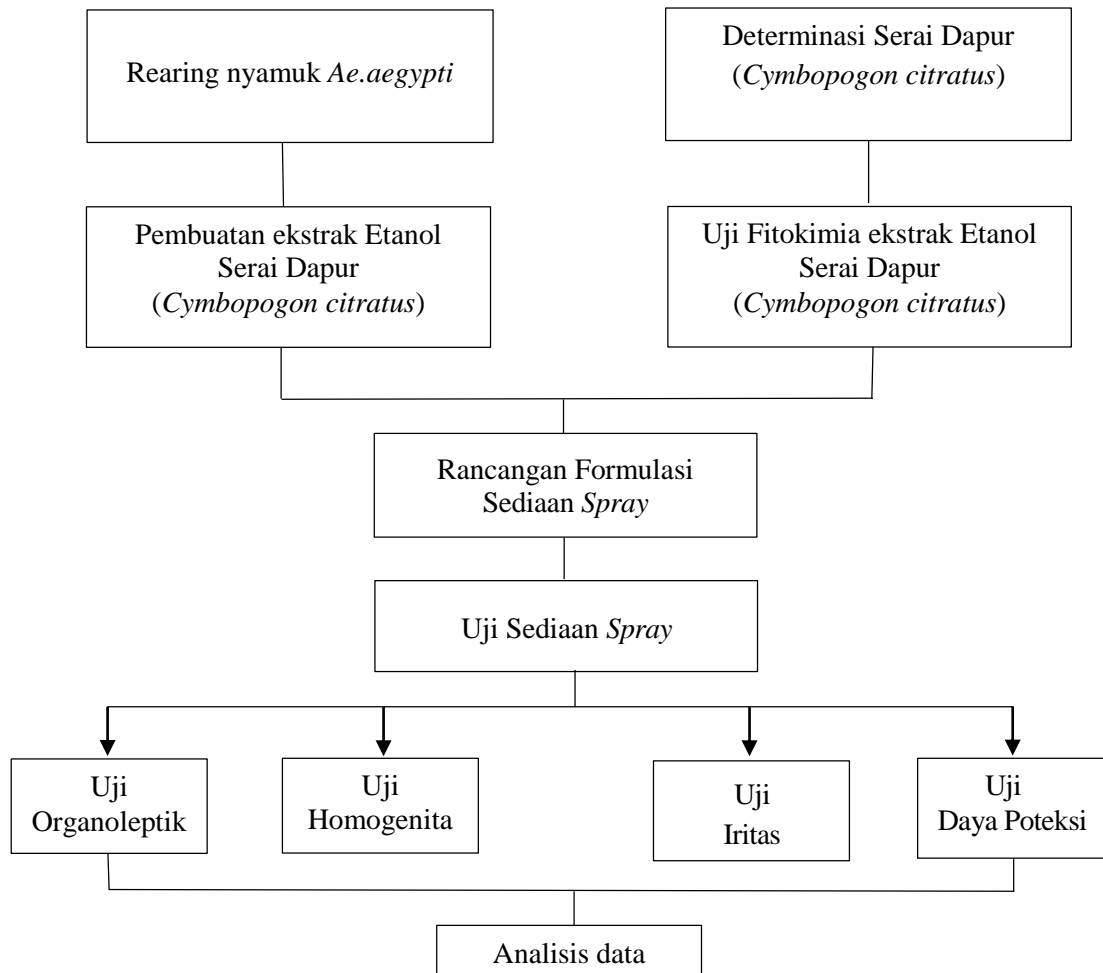 Rearing nyamuk Ae.aegypti
Determinasi Serai Dapur
(Cymbopogon citratus)
Pembuatan ekstrak Etanol
Serai Dapur
(Cymbopogon citratus)
Uji Fitokimia ekstrak Etanol
Serai Dapur
(Cymbopogon citratus)
Rancangan Formulasi
Sediaan Spray
Uji Sediaan Spray
Uji
Organoleptik
Uji
Homogenita
Uji
Iritas
Uji
Daya Poteksi
Analisis data